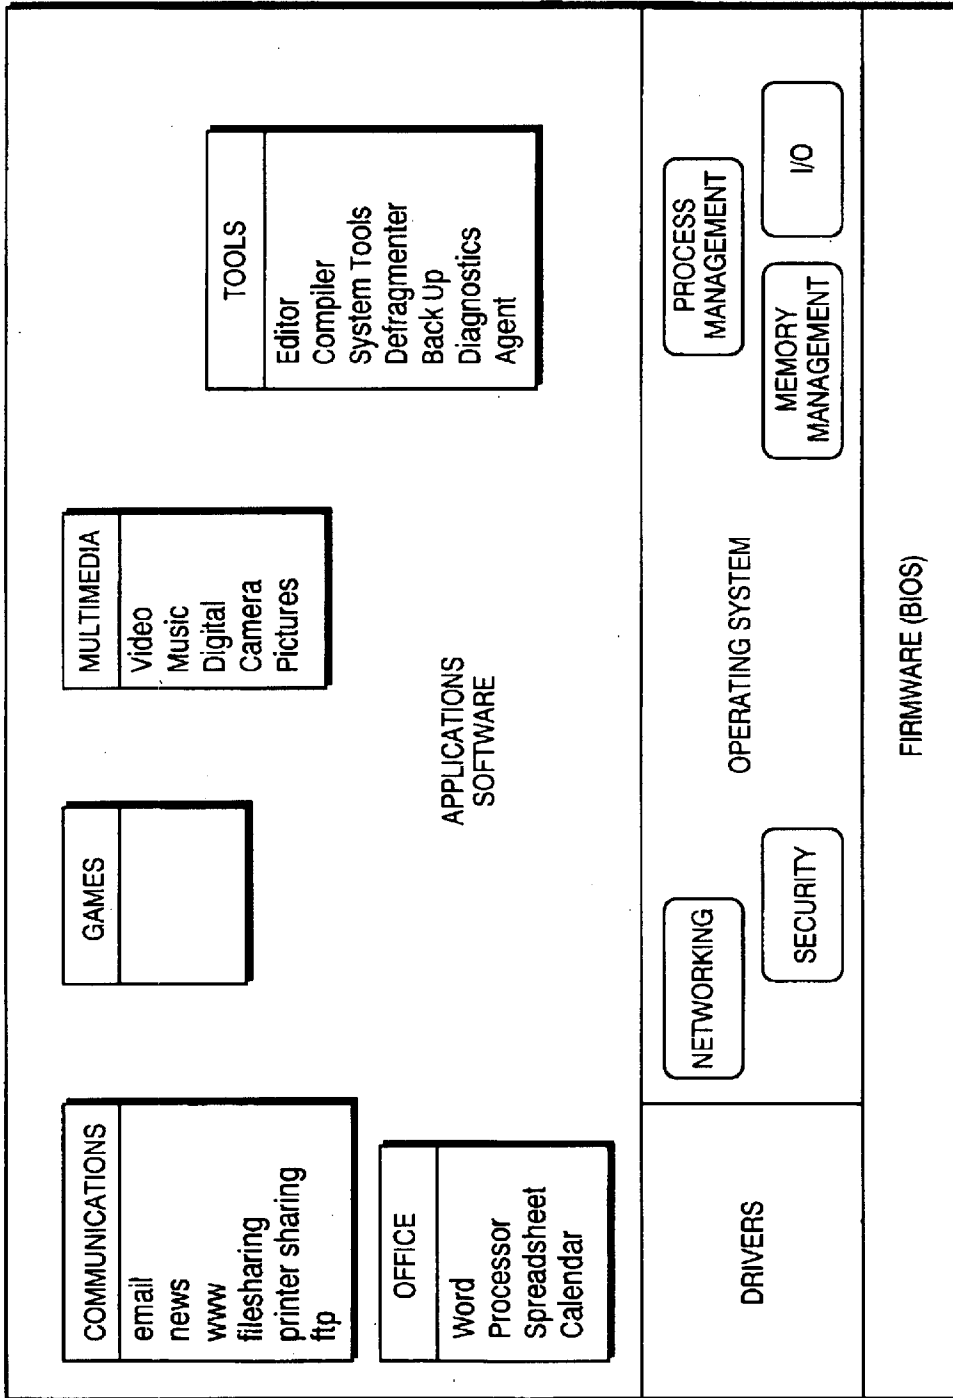 COMMUNICATIONS
email
news
www
filesharing
printer sharing
ftp
GAMES
MULTIMEDIA
Video
Music
Digital
Camera
Pictures
TOOLS
Editor
Compiler
System Tools
Defragmenter
Back Up
Diagnostics
Agent
OFFICE
Word
Processor
Spreadsheet
Calendar
APPLICATIONS
SOFTWARE
DRIVERS
NETWORKING
SECURITY
OPERATING SYSTEM
PROCESS
MANAGEMENT
MEMORY
MANAGEMENT
I/O
FIRMWARE (BIOS)